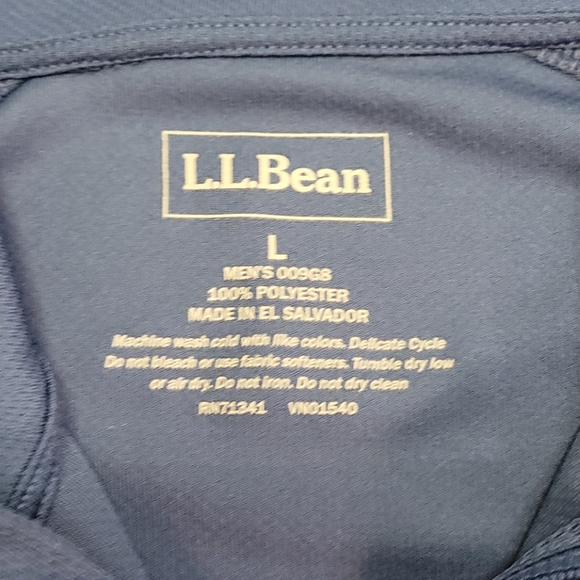 L.L.Bean
L
MEN'S 009G8
100% POLYESTER
MADE IN EL SALVADOR
Machine wash cold with like colors. Delicate Cycle
Do not bleach or use fabric softeners. Tumble dry low
or air dry. Do not iron. Do not dry clean
RN71341 VN01540